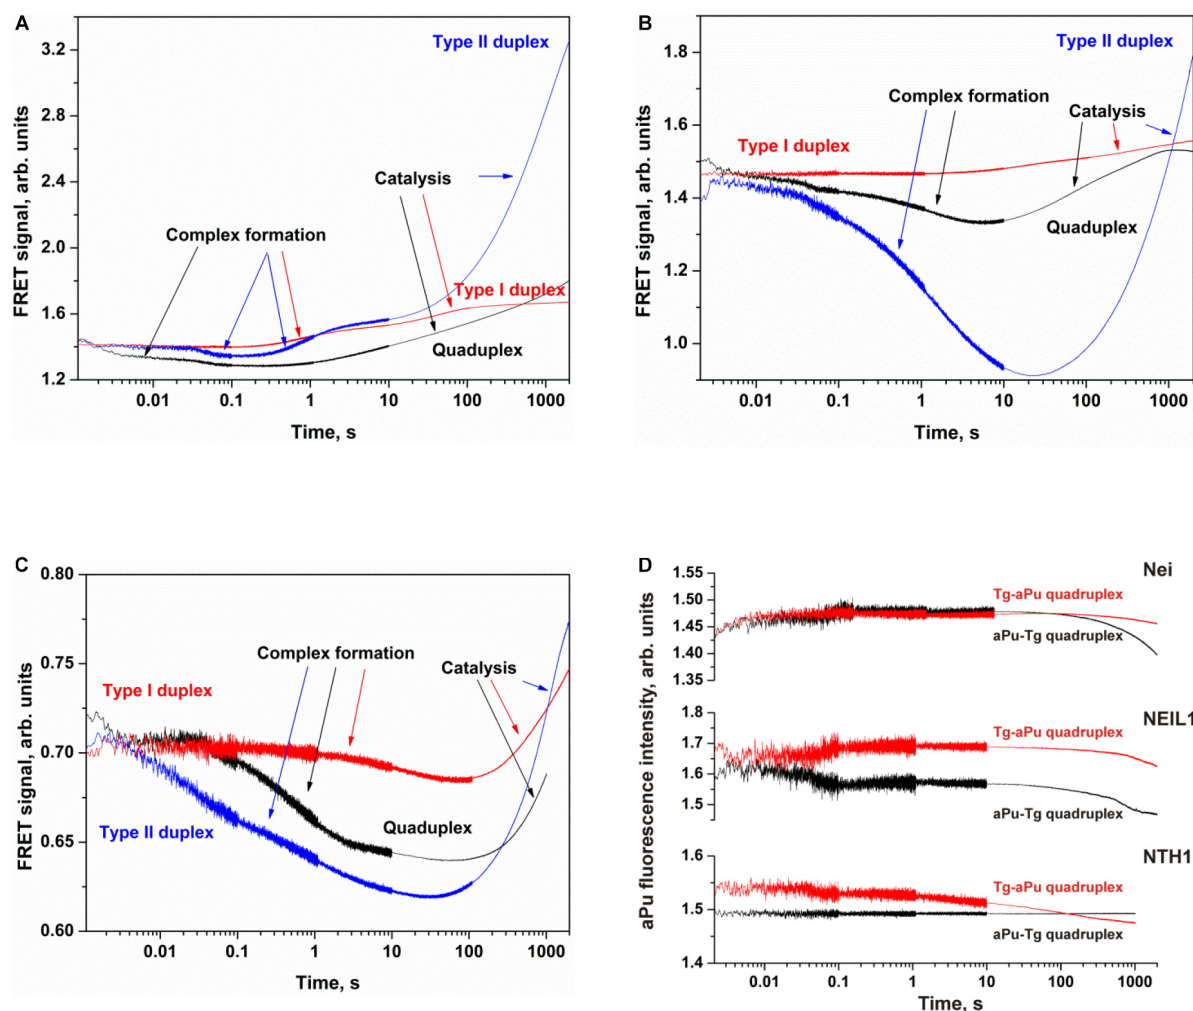 A
FRET signal, arb. units
3.2
2.8
2.4
2.0
1.6
1.2
Type II duplex
Catalysis
Complex formation
Type I duplex
Quaduplex
0.01 0.1 1 10 100 1000
Time, s
B
FRET signal, arb. units
1.8
1.6
1.4
1.2
1.0
Type II duplex
Complex formation
Catalysis
Type I duplex
Quaduplex
0.01 0.1 1 10 100 1000
Time, s
C
FRET signal, arb. units
0.80
0.75
0.70
0.65
0.60
Complex formation
Catalysis
Type I duplex
Type II duplex
Quaduplex
0.01 0.1 1 10 100 1000
Time, s
D
aPu fluorescence intensity, arb. units
Nei
1.55
1.50
1.45
1.40
1.35
Tg-aPu quadruplex
aPu-Tg quadruplex
NEIL1
1.8
1.7
1.6
1.5
Tg-aPu quadruplex
aPu-Tg quadruplex
NTH1
1.6
1.5
1.4
Tg-aPu quadruplex
aPu-Tg quadruplex
0.01 0.1 1 10 100 1000
Time, s